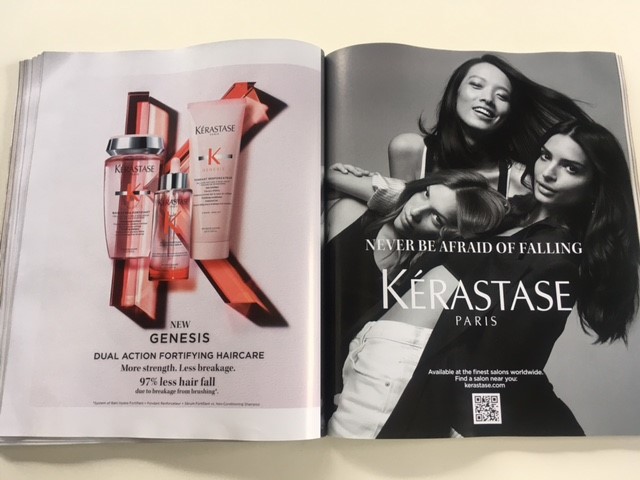 KÉRASTASE
K
KÉRASTASE
K
NEW
GENESIS
DUAL ACTION FORTIFYING HAIRCARE
More strength. Less breakage.
97% less hair fall
due to breakage from brushing*.
NEVER BE AFRAID OF FALLING
KÉRASTASE
PARIS
Available at the finest salons worldwide.
Find a salon near you:
kerastase.com